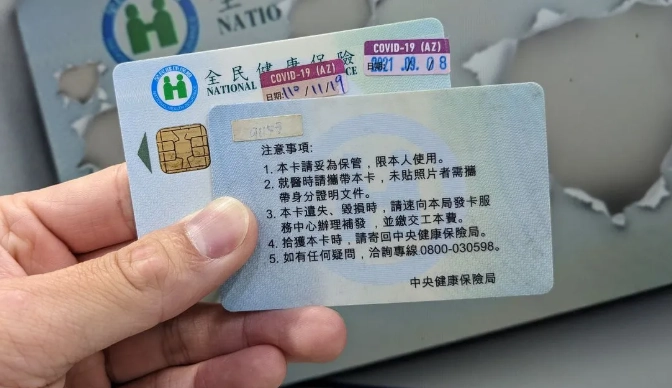 NATIO
全民健康保險
NATIONAL
CE
COVID-19 (AZ)
日期:110/11/19
COVID-19 (AZ)
日期:2021.09.08
注意事項:
1. 本卡請妥為保管，限本人使用。
2. 就醫時請攜帶本卡，未貼照片者需攜
帶身分證明文件。
3. 本卡遺失、毀損時，請速向本局發卡服
務中心辦理補發，並繳交工本費。
4. 拾獲本卡時，請寄回中央健康保險局。
5. 如有任何疑問，洽詢專線0800-030598。
中央健康保險局